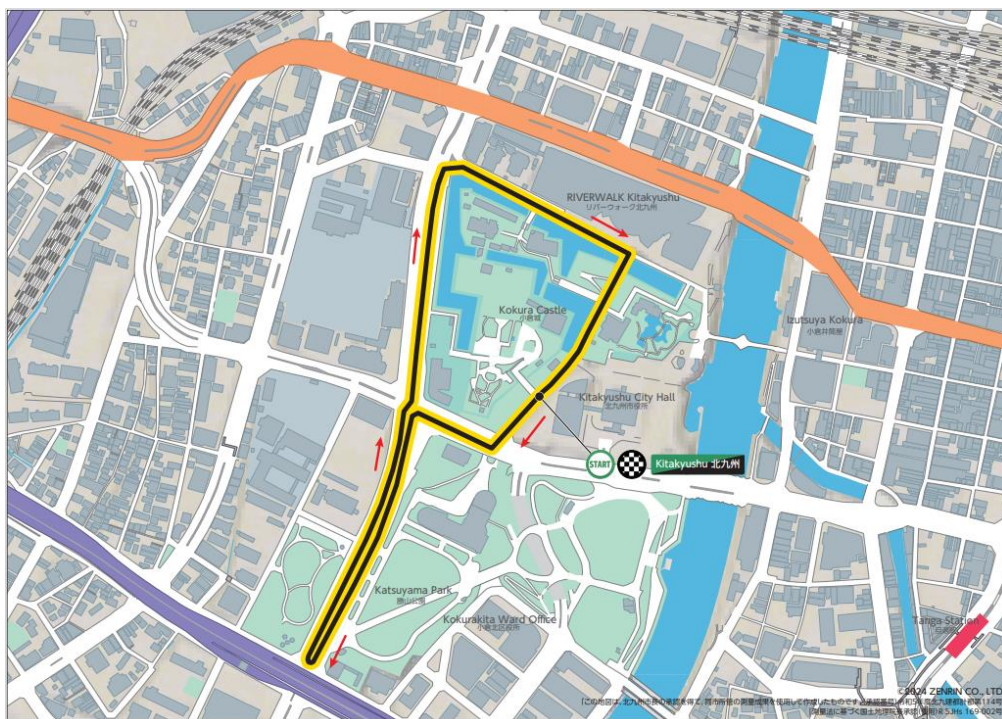 RIVERWALK Kitakyushu
リバーウォーク北九州
Kokura Castle
小倉城
Izutsuya Kokura
小倉井筒屋
Kitakyushu City Hall
北九州市役所
START
Kitakyushu 北九州
Katsuyama Park
勝山公園
Kokurakita Ward Office
小倉北区役所
Tanga Station
©2024 ZENRIN CO., LTD